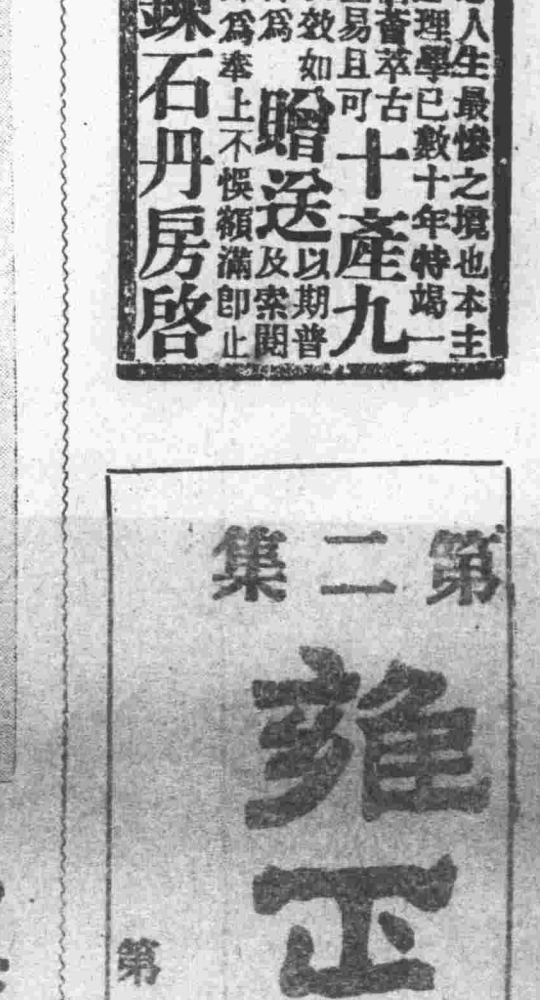 人生最慘之境也本主
理學已數十年特竭一
薈萃古
易且可
十產九
效如
以期普
為
贈送
及索閱
為奉上不悞額滿即止
鍊石丹房啓
第二集
雍正
第